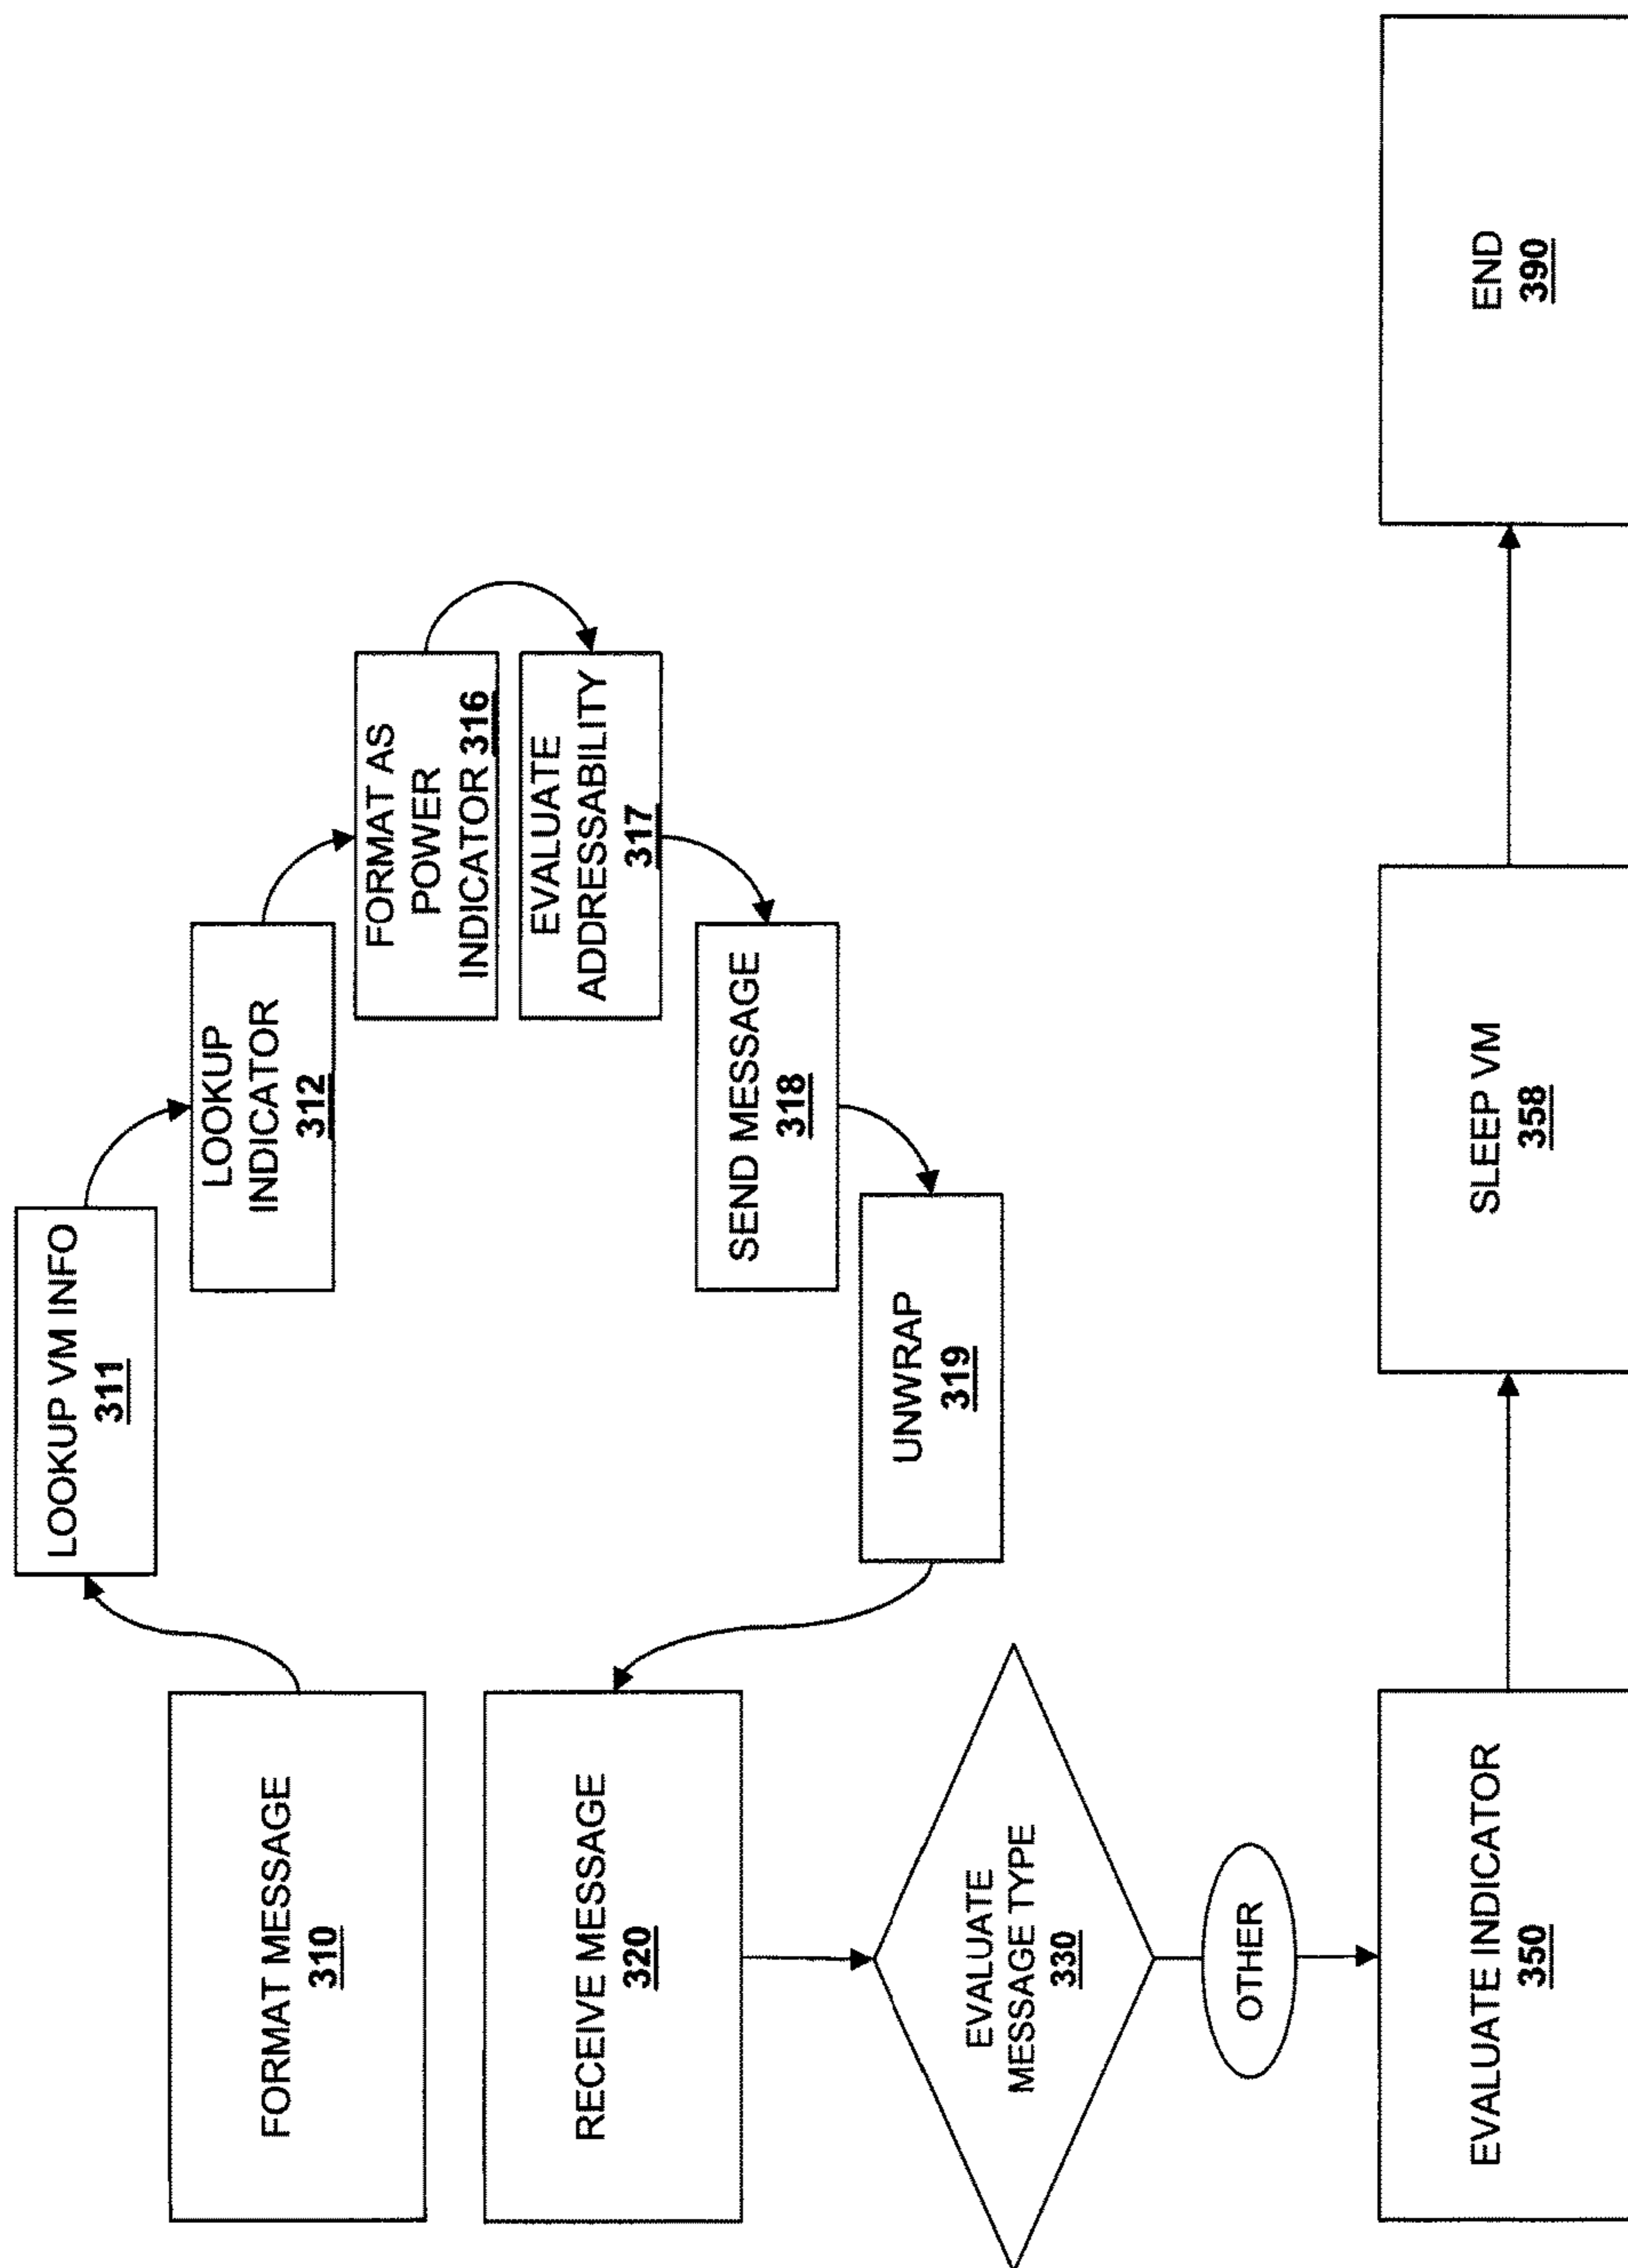 FORMAT MESSAGE
310
LOOKUP VM INFO
311
LOOKUP
INDICATOR
312
FORMAT AS
POWER
INDICATOR 316
EVALUATE
ADDRESSABILITY
317
SEND MESSAGE
318
UNWRAP
319
RECEIVE MESSAGE
320
EVALUATE
MESSAGE TYPE
330
OTHER
EVALUATE INDICATOR
350
SLEEP VM
358
END
390